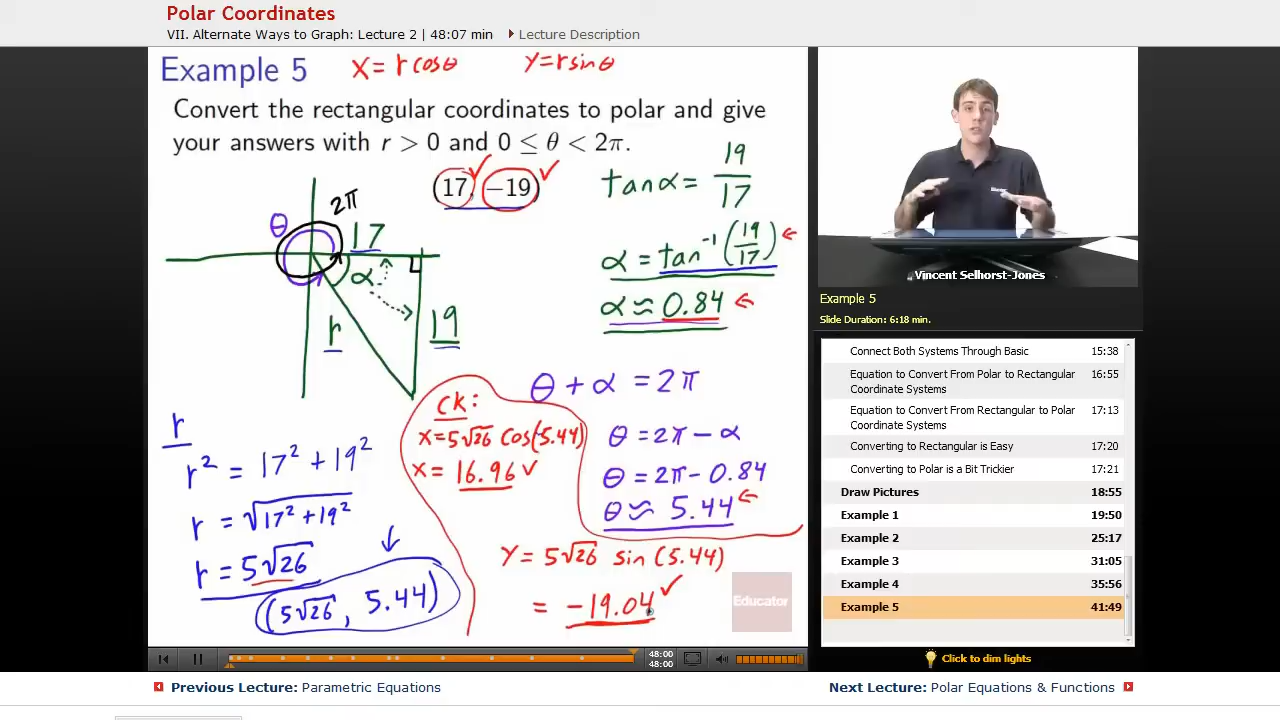 Polar Coordinates
VII. Alternate Ways to Graph: Lecture 2 | 48:07 min
Lecture Description
Example 5
x = r cosθ
y = r sinθ
Convert the rectangular coordinates to polar and give
your answers with r > 0 and 0 ≤ θ < 2π.
(17, −19)
tanα = 19/17
α = tan⁻¹(19/17)
α ≈ 0.84
θ
2π
17
α
r
19
θ + α = 2π
θ = 2π − α
θ = 2π − 0.84
θ ≈ 5.44
CK:
x = 5√26 cos(5.44)
x = 16.96 ✓
r
r² = 17² + 19²
r = √17² + 19²
r = 5√26
(5√26, 5.44)
y = 5√26 sin(5.44)
= −19.04 ✓
Educator
Vincent Selhorst-Jones
Example 5
Slide Duration: 6:18 min.
Connect Both Systems Through Basic 15:38
Equation to Convert From Polar to Rectangular 16:55
Coordinate Systems
Equation to Convert From Rectangular to Polar 17:13
Coordinate Systems
Converting to Rectangular is Easy 17:20
Converting to Polar is a Bit Trickier 17:21
Draw Pictures 18:55
Example 1 19:50
Example 2 25:17
Example 3 31:05
Example 4 35:56
Example 5 41:49
48:00
48:00
Click to dim lights
Previous Lecture: Parametric Equations
Next Lecture: Polar Equations & Functions